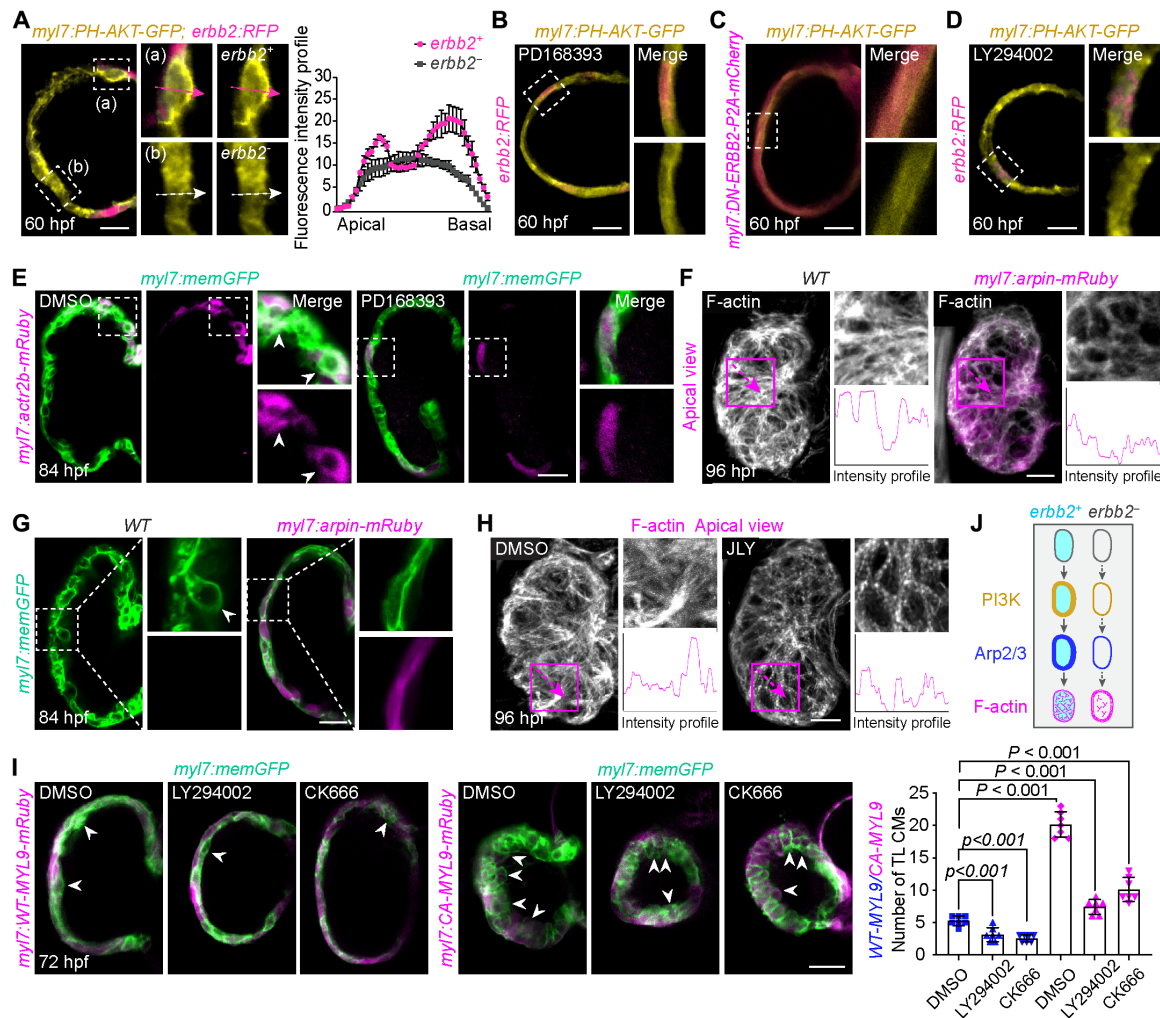 A
myl7:PH-AKT-GFP; erbb2:RFP
(a)
(b)
60 hpf
(a)
erbb2+
(b)
erbb2−
erbb2+
erbb2−
Fluorescence intensity profile
30
25
20
15
10
5
0
Apical
Basal
B
myl7:PH-AKT-GFP
erbb2:RFP
PD168393
Merge
60 hpf
C
myl7:PH-AKT-GFP
myl7:DN-ERBB2-P2A-mCherry
Merge
60 hpf
D
myl7:PH-AKT-GFP
erbb2:RFP
LY294002
Merge
60 hpf
E
myl7:memGFP
myl7:memGFP
myl7:actr2b-mRuby
DMSO
Merge
PD168393
Merge
84 hpf
F
WT
myl7:arpin-mRuby
Apical view
F-actin
F-actin
96 hpf
Intensity profile
Intensity profile
G
WT
myl7:arpin-mRuby
myl7:memGFP
84 hpf
H
F-actin Apical view
DMSO
JLY
96 hpf
Intensity profile
Intensity profile
J
erbb2+ erbb2−
PI3K
Arp2/3
F-actin
I
myl7:memGFP
myl7:memGFP
myl7:WT-MYL9-mRuby
DMSO
LY294002
CK666
72 hpf
myl7:CA-MYL9-mRuby
DMSO
LY294002
CK666
WT-MYL9/CA-MYL9
Number of TL CMs
25
20
15
10
5
0
P < 0.001
P < 0.001
P < 0.001
p<0.001
p<0.001
DMSO
LY294002
CK666
DMSO
LY294002
CK666